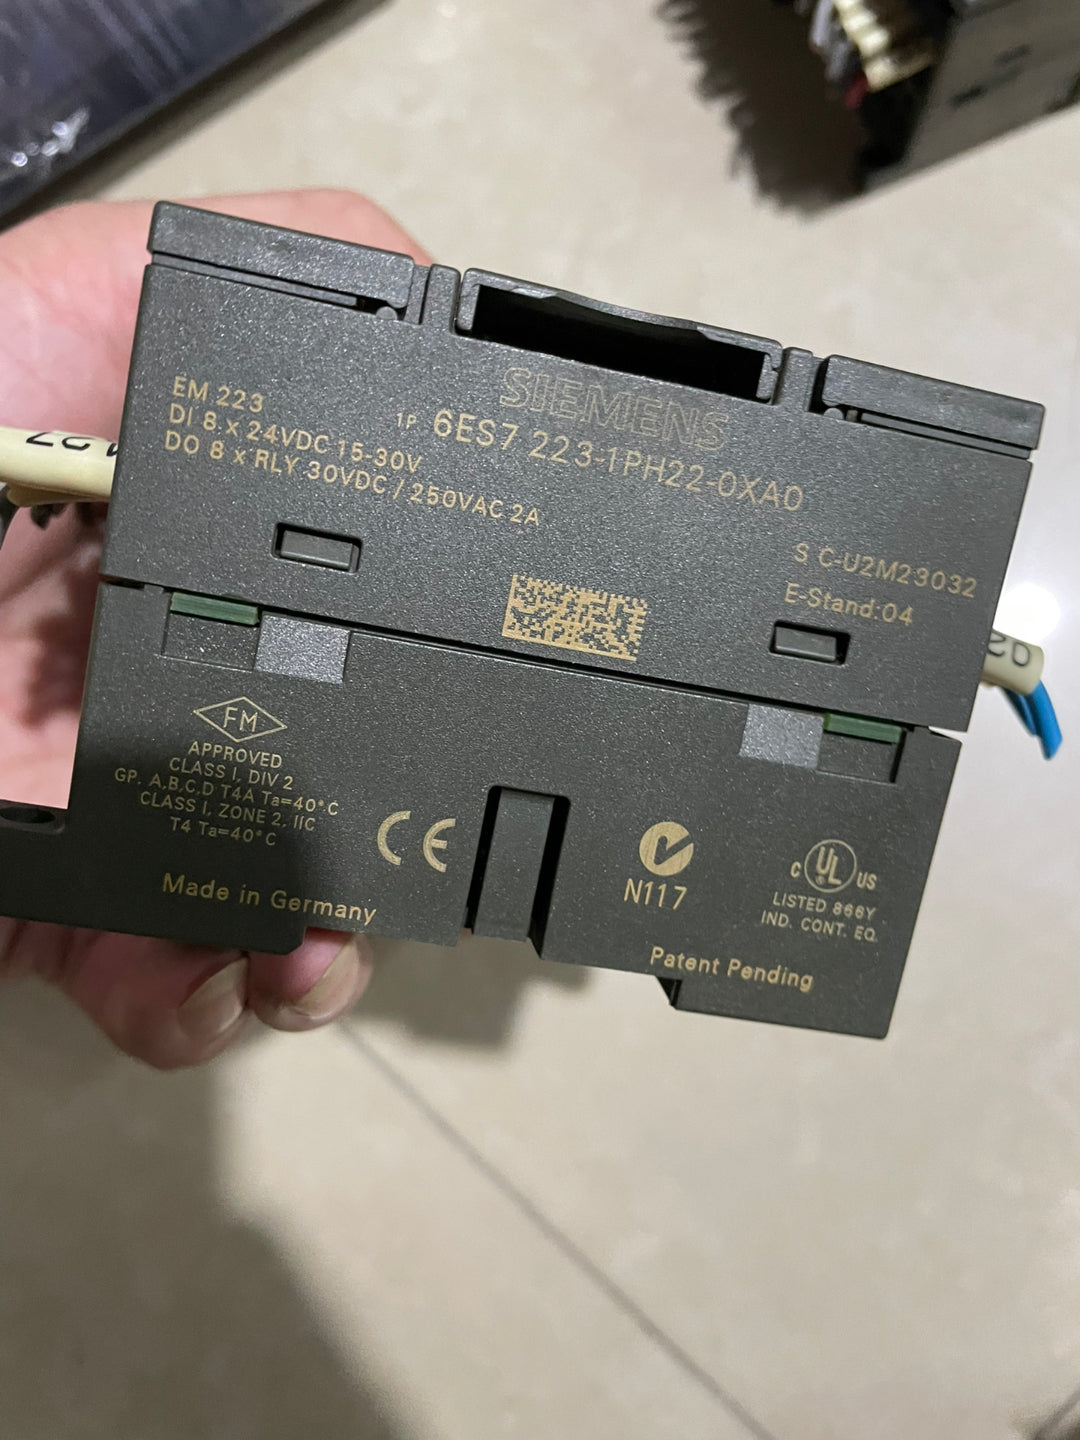 SIEMENS
EM 223
DI 8 x 24VDC 15-30V
DO 8 x RLY 30VDC / 250VAC 2A
1P 6ES7 223-1PH22-0XA0
S C-U2M23032
E-Stand:04
FM
APPROVED
CLASS I, DIV 2
GP. A,B,C,D T4A Ta=40°C
CLASS I, ZONE 2, IIC
T4 Ta=40°C
Made in Germany
CE
N117
C UL US
LISTED 866Y
IND. CONT. EQ.
Patent Pending